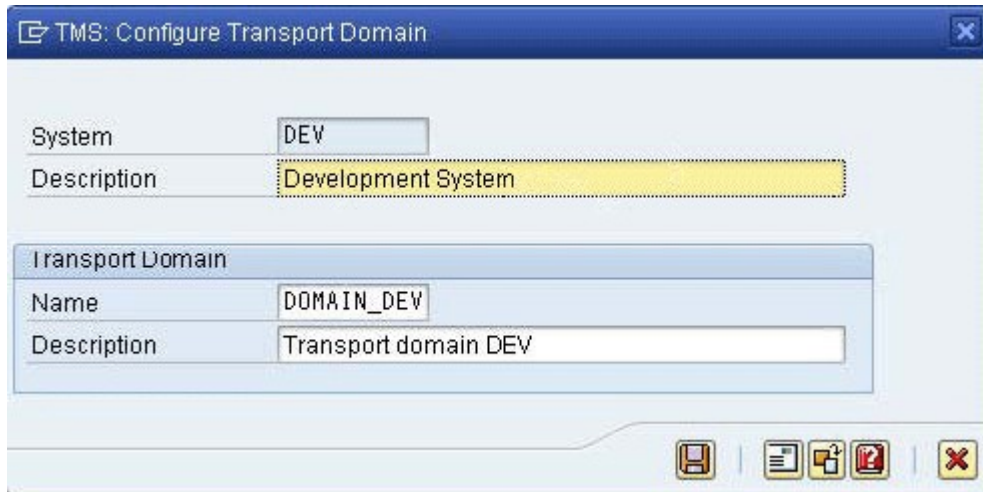 TMS: Configure Transport Domain
System DEV
Description Development System
Transport Domain
Name DOMAIN_DEV
Description Transport domain DEV